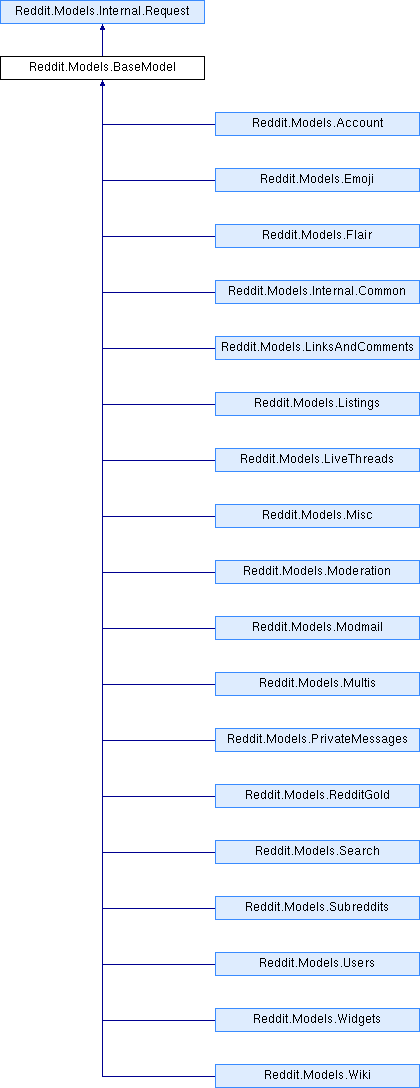 Reddit.Models.Internal.Request
Reddit.Models.BaseModel
Reddit.Models.Account
Reddit.Models.Emoji
Reddit.Models.Flair
Reddit.Models.Internal.Common
Reddit.Models.LinksAndComments
Reddit.Models.Listings
Reddit.Models.LiveThreads
Reddit.Models.Misc
Reddit.Models.Moderation
Reddit.Models.Modmail
Reddit.Models.Multis
Reddit.Models.PrivateMessages
Reddit.Models.RedditGold
Reddit.Models.Search
Reddit.Models.Subreddits
Reddit.Models.Users
Reddit.Models.Widgets
Reddit.Models.Wiki